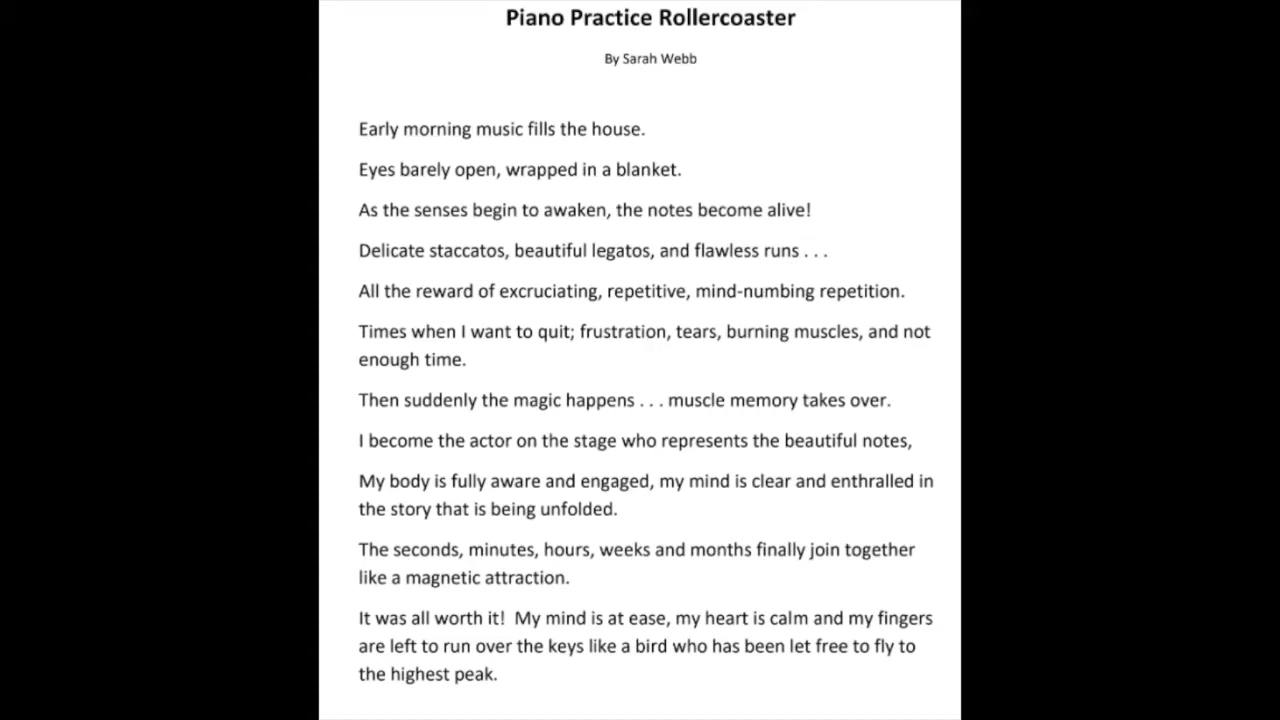 Piano Practice Rollercoaster
By Sarah Webb
Early morning music fills the house.
Eyes barely open, wrapped in a blanket.
As the senses begin to awaken, the notes become alive!
Delicate staccatos, beautiful legatos, and flawless runs . . .
All the reward of excruciating, repetitive, mind-numbing repetition.
Times when I want to quit; frustration, tears, burning muscles, and not
enough time.
Then suddenly the magic happens . . . muscle memory takes over.
I become the actor on the stage who represents the beautiful notes,
My body is fully aware and engaged, my mind is clear and enthralled in
the story that is being unfolded.
The seconds, minutes, hours, weeks and months finally join together
like a magnetic attraction.
It was all worth it!  My mind is at ease, my heart is calm and my fingers
are left to run over the keys like a bird who has been let free to fly to
the highest peak.